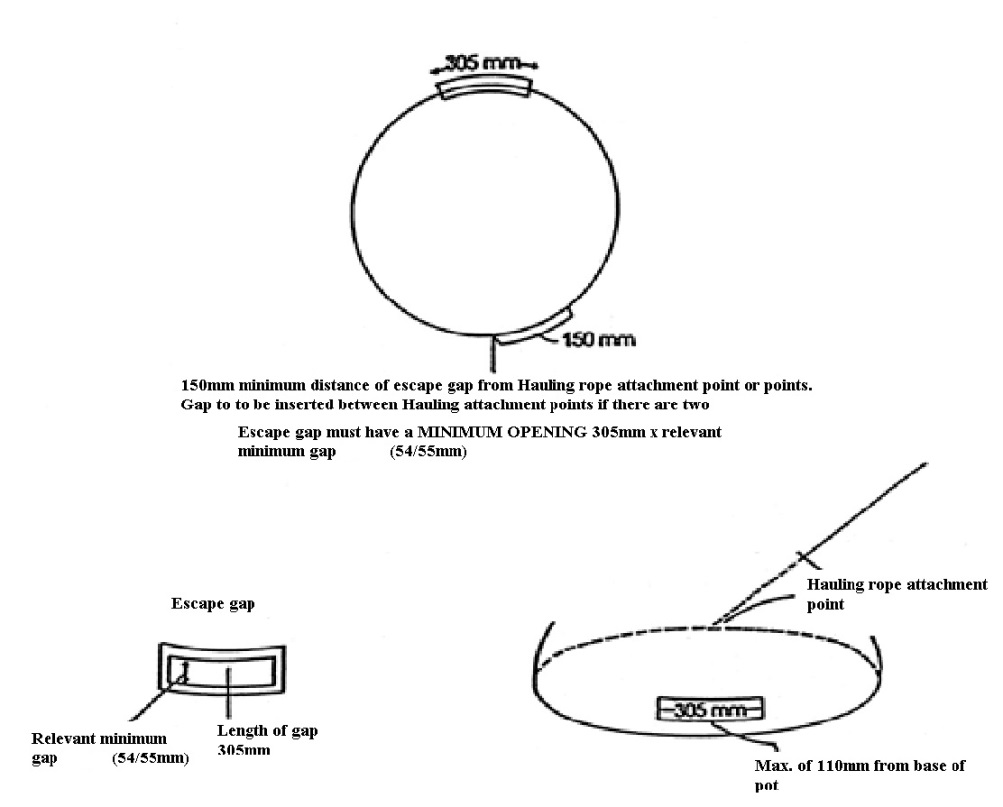 305 mm
150 mm
150mm minimum distance of escape gap from Hauling rope attachment point or points.
Gap to to be inserted between Hauling attachment points if there are two
Escape gap must have a MINIMUM OPENING 305mm x relevant
minimum gap (54/55mm)
Hauling rope attachment
point
Escape gap
305 mm
Relevant minimum
gap (54/55mm)
Length of gap
305mm
Max. of 110mm from base of
pot